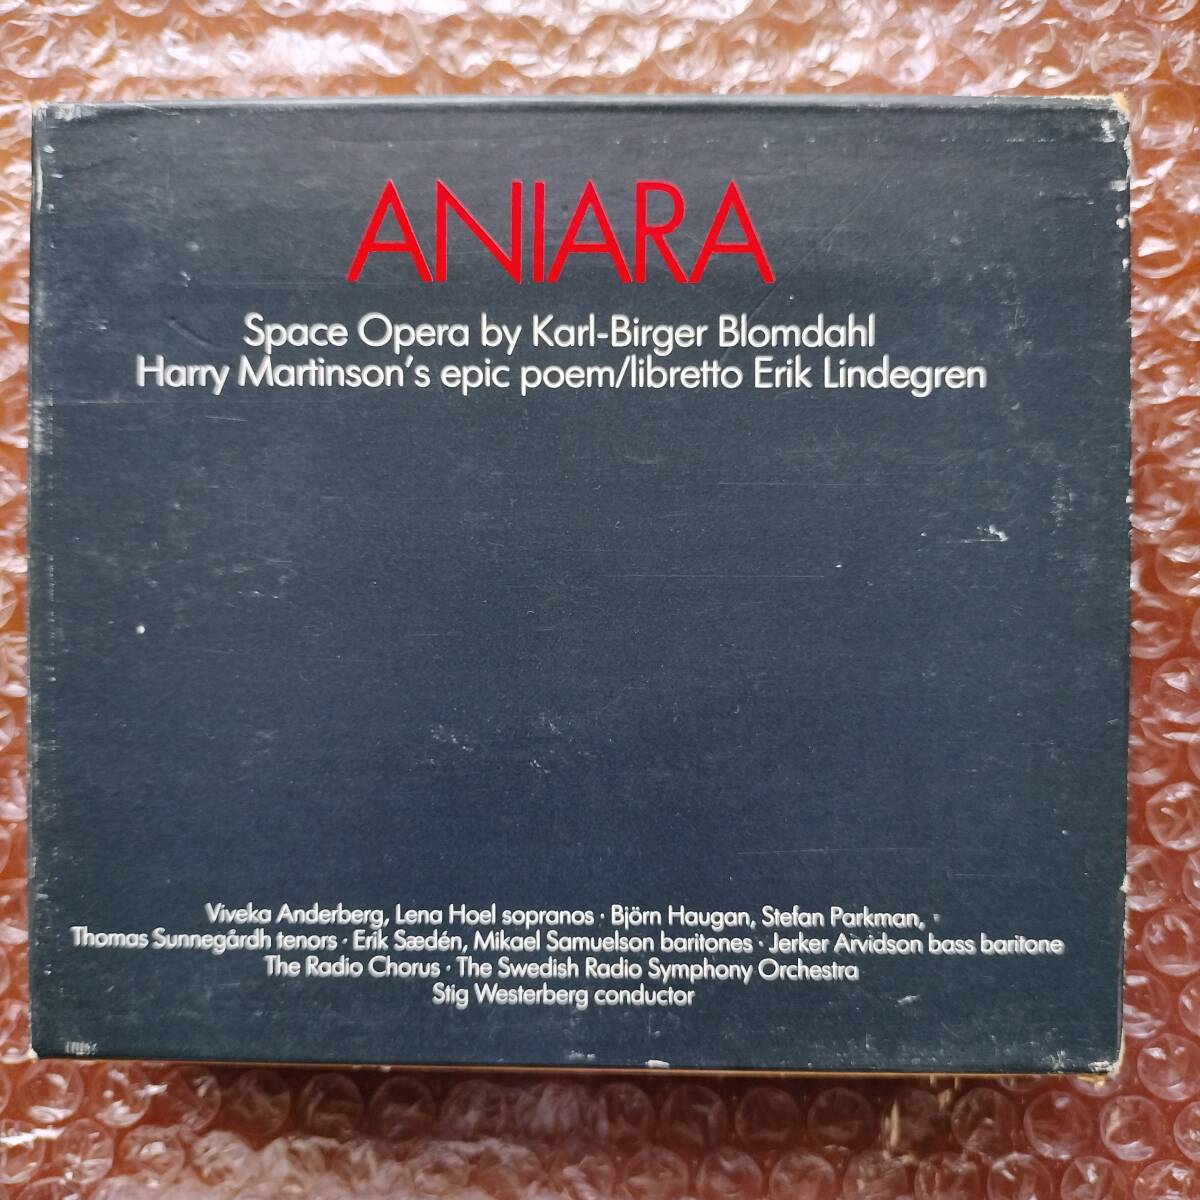 ANIARA
Space Opera by Karl-Birger Blomdahl
Harry Martinson's epic poem/libretto Erik Lindegren
Viveka Anderberg, Lena Hoel sopranos · Björn Haugan, Stefan Parkman,
Thomas Sunnegårdh tenors · Erik Sædén, Mikael Samuelson baritones · Jerker Arvidson bass baritone
The Radio Chorus · The Swedish Radio Symphony Orchestra
Stig Westerberg conductor